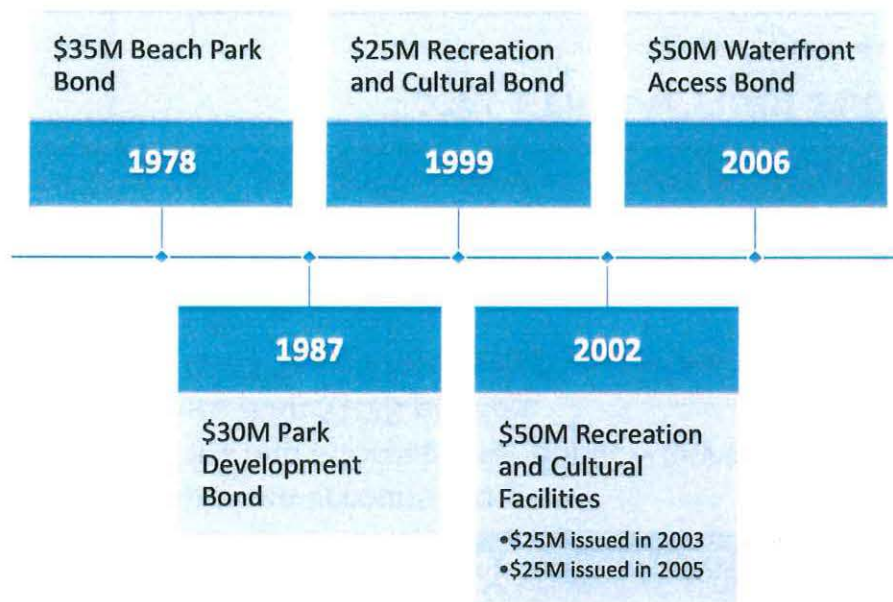 $35M Beach Park
Bond
1978
$25M Recreation
and Cultural Bond
1999
$50M Waterfront
Access Bond
2006
1987
$30M Park
Development
Bond
2002
$50M Recreation
and Cultural
Facilities
•$25M issued in 2003
•$25M issued in 2005